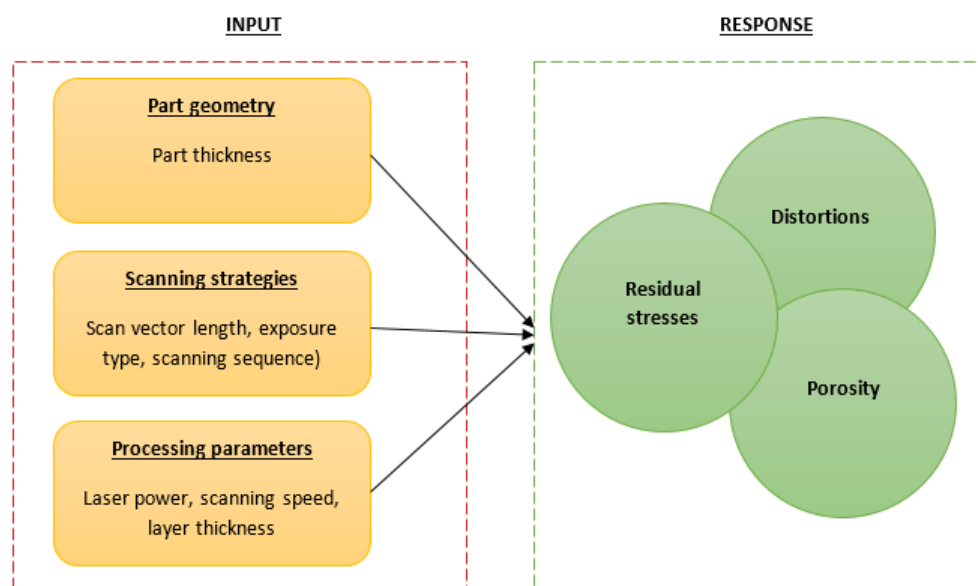 INPUT
Part geometry
Part thickness
Scanning strategies
Scan vector length, exposure
type, scanning sequence)
Processing parameters
Laser power, scanning speed,
layer thickness
RESPONSE
Distortions
Residual
stresses
Porosity